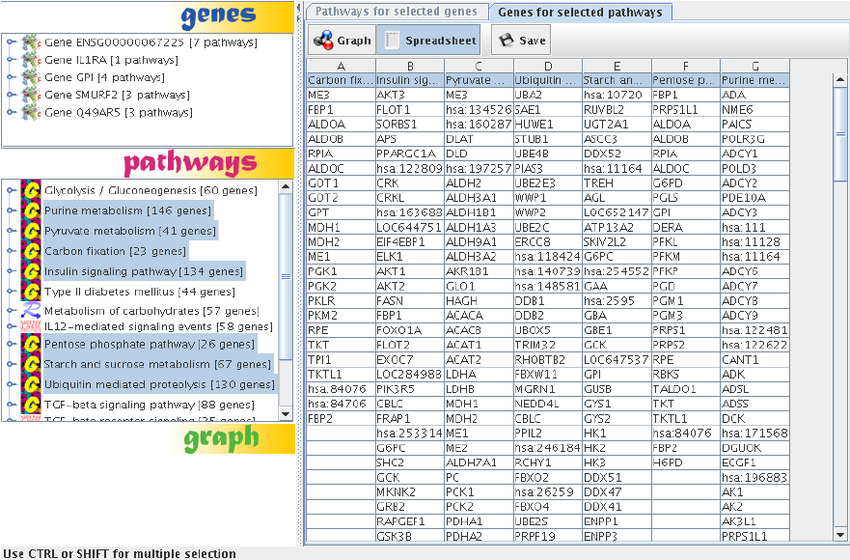 genes
Gene ENSG00000067225 [7 pathways]
Gene IL1RA [1 pathways]
Gene GPI [4 pathways]
Gene SMURF2 [3 pathways]
Gene Q49AR5 [3 pathways]
pathways
Glycolysis / Gluconeogenesis [60 genes]
Purine metabolism [146 genes]
Pyruvate metabolism [41 genes]
Carbon fixation [23 genes]
Insulin signaling pathway [134 genes]
Type II diabetes mellitus [44 genes]
Metabolism of carbohydrates [57 genes]
IL12-mediated signaling events [58 genes]
Pentose phosphate pathway [26 genes]
Starch and sucrose metabolism [67 genes]
Ubiquitin mediated proteolysis [130 genes]
TGF-beta signaling pathway [88 genes]
graph
Pathways for selected genes Genes for selected pathways
Graph Spreadsheet Save
A B C D E F G
Carbon fix... Insulin sig... Pyruvate ... Ubiquitin ... Starch an... Pentose p... Purine me...
ME3 AKT3 ME3 UBA2 hsa:10720 FBP1 ADA
FBP1 FLOT1 hsa:134526 SAE1 RUVBL2 PRPS1L1 NME6
ALDOA SORBS1 hsa:160287 HUWE1 UGT2A1 ALDOA PAICS
ALDOB APS DLAT STUB1 ASCC3 ALDOB POLR3G
RPIA PPARGC1A DLD UBE4B DDX52 RPIA ADCY1
ALDOC hsa:122809 hsa:197257 PIAS3 hsa:11164 ALDOC POLD3
GOT1 CRK ALDH2 UBE2E3 TREH G6PD ADCY2
GOT2 CRKL ALDH3A1 WWP1 AGL PGLS PDE10A
GPT hsa:163688 ALDH1B1 WWP2 LOC652147 GPI ADCY3
MDH1 LOC644751 ALDH1A3 UBE2C ATP13A2 DERA hsa:111
MDH2 EIF4EBP1 ALDH9A1 ERCC8 SKIV2L2 PFKL hsa:11128
ME1 ELK1 ALDH3A2 hsa:118424 G6PC PFKM hsa:11164
PGK1 AKT1 AKR1B1 hsa:140739 hsa:254552 PFKP ADCY6
PGK2 AKT2 GLO1 hsa:148581 GAA PGD ADCY7
PKLR FASN HAGH DDB1 hsa:2595 PGM1 ADCY8
PKM2 FBP1 ACACA DDB2 GBA PGM3 ADCY9
RPE FOXO1A ACACB UBOX5 GBE1 PRPS1 hsa:122481
TKT FLOT2 ACAT1 TRIM32 GCK PRPS2 hsa:122622
TPI1 EXOC7 ACAT2 RHOBTB2 LOC647537 RPE CANT1
TKTL1 LOC284988 LDHA FBXW11 GPI RBKS ADK
hsa:84076 PIK3R5 LDHB MGRN1 GUSB TALDO1 ADSL
hsa:84706 CBLC MDH1 NEDD4L GYS1 TKT ADSS
FBP2 FRAP1 MDH2 CBLC GYS2 TKTL1 DCK
hsa:253314 ME1 PPIL2 HK1 hsa:84076 hsa:171568
G6PC ME2 hsa:246184 HK2 FBP2 DGUOK
SHC2 ALDH7A1 RCHY1 HK3 H6PD ECGF1
GCK PC FBXO2 DDX51 hsa:196883
MKNK2 PCK1 hsa:26259 DDX47 AK1
GRB2 PCK2 FBXO4 DDX41 AK2
RAPGEF1 PDHA1 UBE2S ENPP1 AK3L1
GSK3B PDHA2 PRPF19 ENPP3 PRPS1L1
Use CTRL or SHIFT for multiple selection